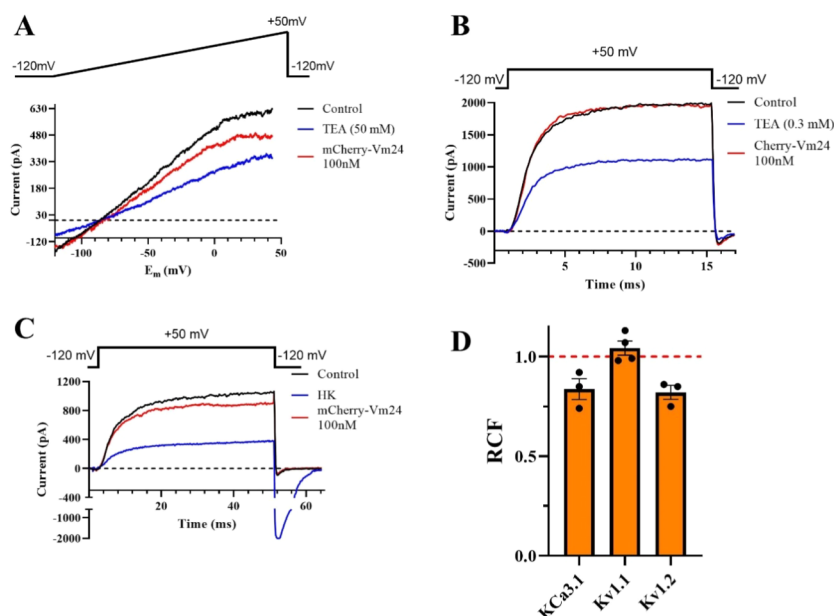 A
+50mV
-120mV
-120mV
630
480
330
180
30
-120
Current (pA)
-100
-50
0
50
Em (mV)
Control
TEA (50 mM)
mCherry-Vm24
100nM
B
+50 mV
-120 mV
-120 mV
2000
1500
1000
500
0
-500
Current (pA)
5
10
15
Time (ms)
Control
TEA (0.3 mM)
Cherry-Vm24
100nM
C
+50 mV
-120 mV
-120 mV
1200
800
400
0
-400
-1000
-2000
Current (pA)
20
40
60
Time (ms)
Control
HK
mCherry-Vm24
100nM
D
1.0
0.5
0.0
RCF
KCa3.1
Kv1.1
Kv1.2